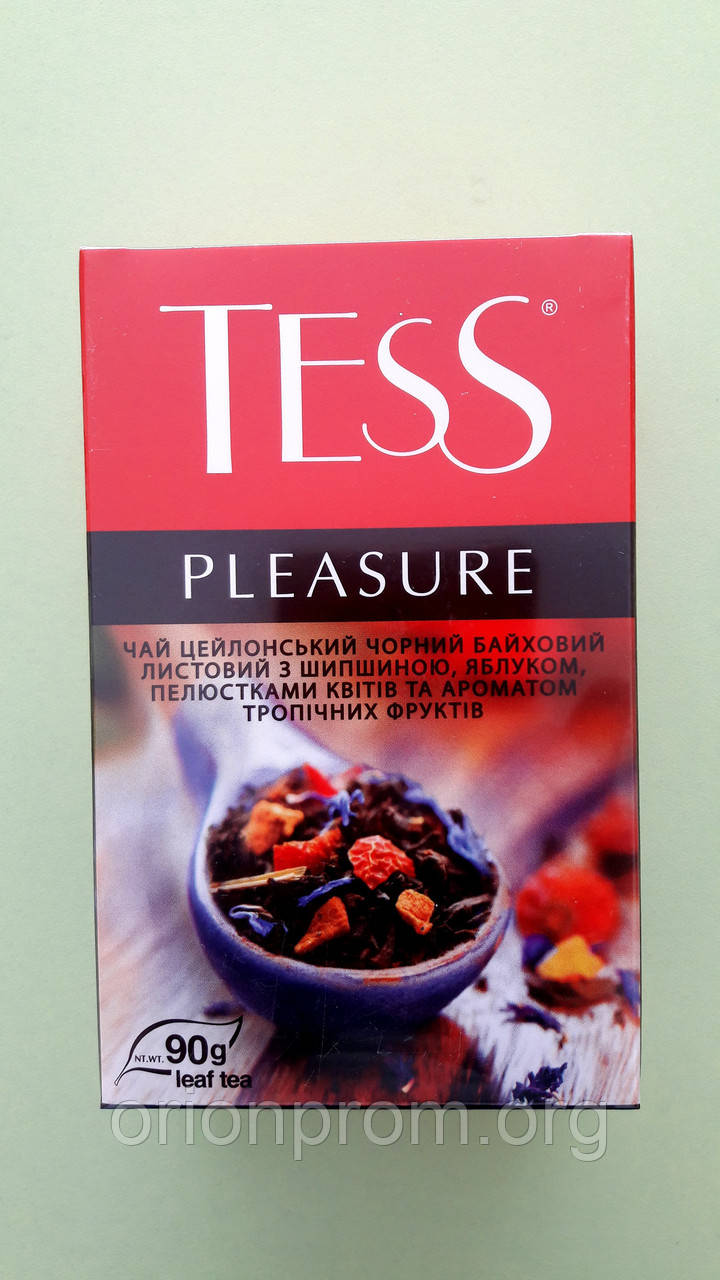 TESS®
PLEASURE
ЧАЙ ЦЕЙЛОНСЬКИЙ ЧОРНИЙ БАЙХОВИЙ
ЛИСТОВИЙ З ШИПШИНОЮ, ЯБЛУКОМ,
ПЕЛЮСТКАМИ КВІТІВ ТА АРОМАТОМ
ТРОПІЧНИХ ФРУКТІВ
NT.WT. 90g
leaf tea
orionprom.org